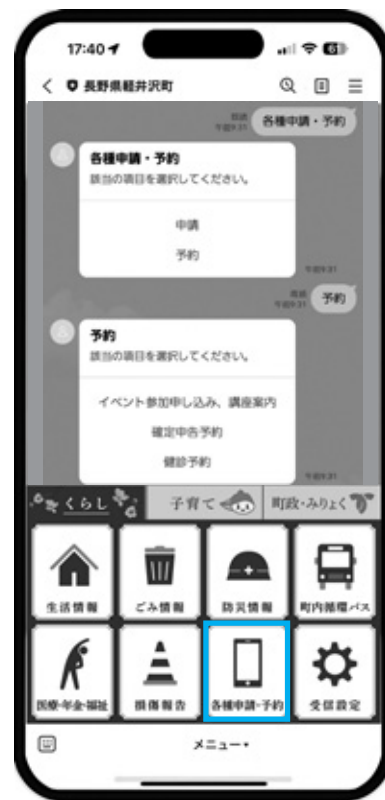 17:40
長野県軽井沢町
既読
午前9:31
各種申請・予約
各種申請・予約
該当の項目を選択してください。
申請
予約
午前9:31
既読
午前9:31
予約
予約
該当の項目を選択してください。
イベント参加申し込み、講座案内
確定申告予約
健診予約
午前9:31
くらし
子育て
町政・みりょく
生活情報
ごみ情報
防災情報
町内循環バス
医療・年金・福祉
損傷報告
各種申請・予約
受信設定
メニュー▾